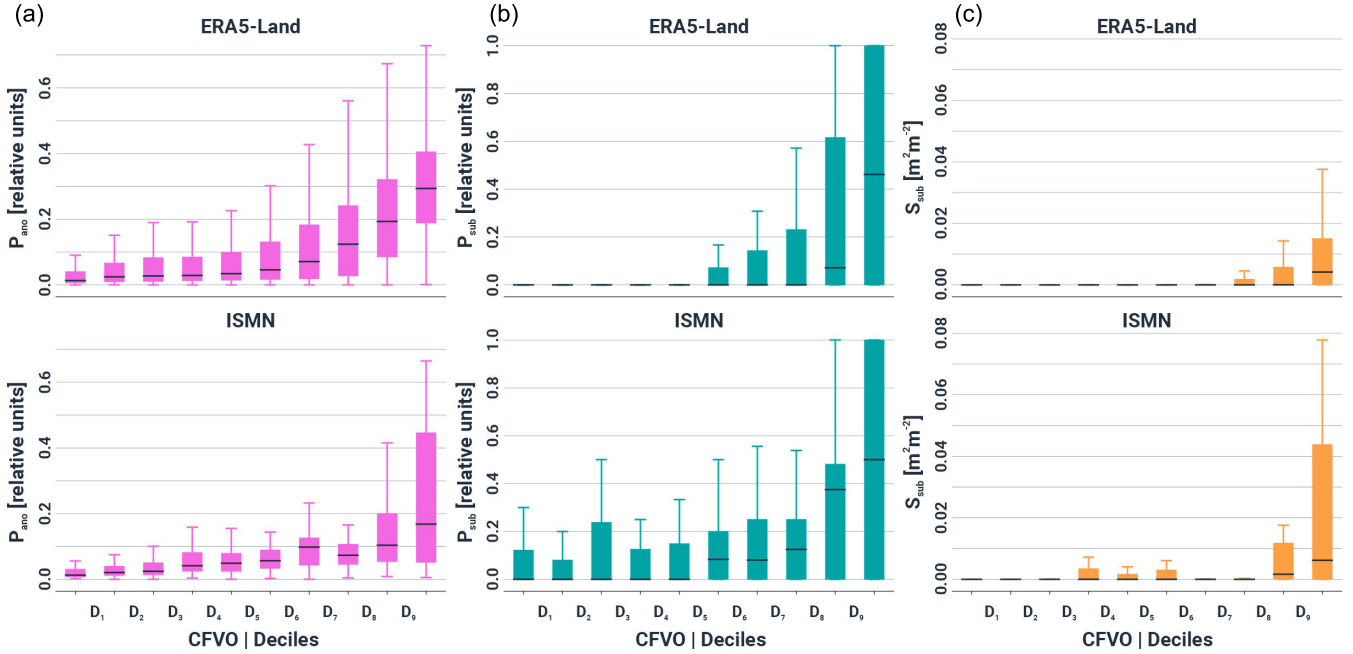 (a)
ERA5-Land
P_ano [relative units]
0.6
0.4
0.2
0.0
ISMN
P_ano [relative units]
0.6
0.4
0.2
0.0
D₁ D₂ D₃ D₄ D₅ D₆ D₇ D₈ D₉
CFVO | Deciles
(b)
ERA5-Land
P_sub [relative units]
1.0
0.8
0.6
0.4
0.2
0.0
ISMN
P_sub [relative units]
1.0
0.8
0.6
0.4
0.2
0.0
D₁ D₂ D₃ D₄ D₅ D₆ D₇ D₈ D₉
CFVO | Deciles
(c)
ERA5-Land
S_sub [m²m⁻²]
0.08
0.06
0.04
0.02
0.00
ISMN
S_sub [m²m⁻²]
0.08
0.06
0.04
0.02
0.00
D₁ D₂ D₃ D₄ D₅ D₆ D₇ D₈ D₉
CFVO | Deciles